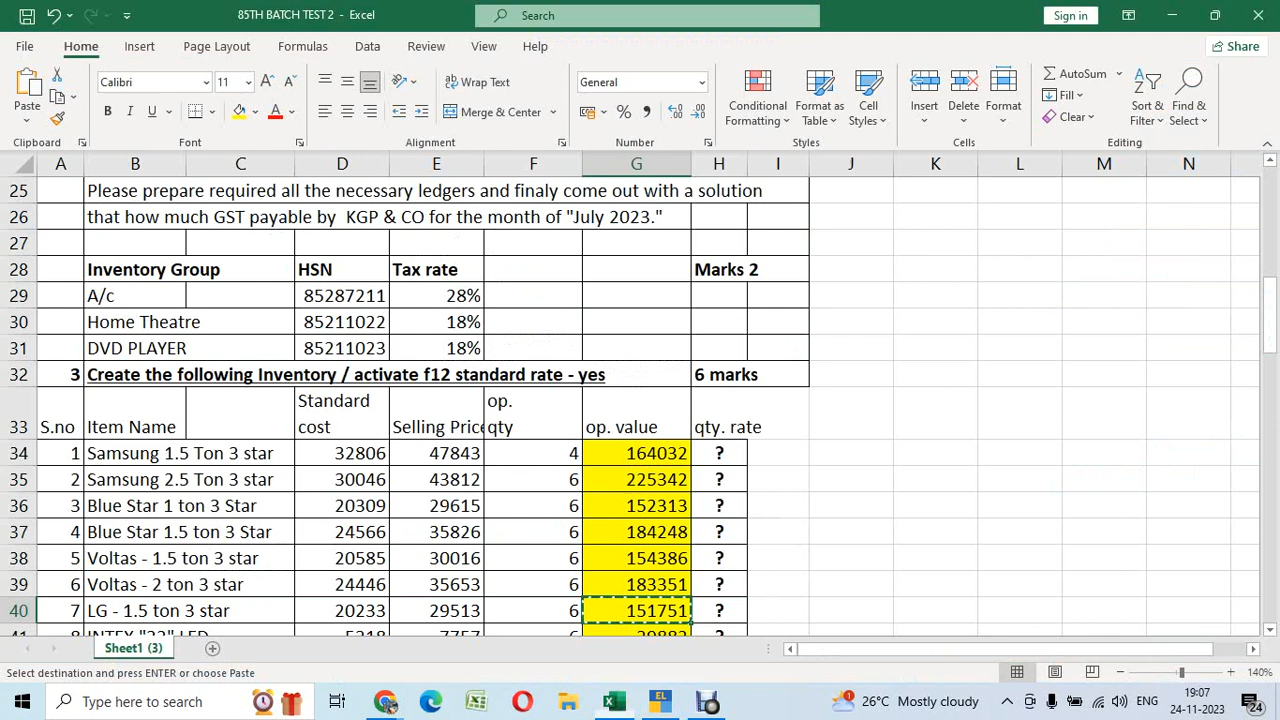 85TH BATCH TEST 2 - Excel
Search
Sign in
File Home Insert Page Layout Formulas Data Review View Help
Share
Paste
Calibri 11
Wrap Text
General
Merge & Center
Conditional Formatting
Format as Table
Cell Styles
Insert Delete Format
AutoSum
Fill
Clear
Sort & Filter
Find & Select
Clipboard Font Alignment Number Styles Cells Editing
A B C D E F G H I J K L M N
25 Please prepare required all the necessary ledgers and finaly come out with a solution
26 that how much GST payable by KGP & CO for the month of "July 2023."
27
28 Inventory Group HSN Tax rate Marks 2
29 A/c 85287211 28%
30 Home Theatre 85211022 18%
31 DVD PLAYER 85211023 18%
32 3 Create the following Inventory / activate f12 standard rate - yes 6 marks
33 S.no Item Name Standard cost Selling Price op. qty op. value qty. rate
34 1 Samsung 1.5 Ton 3 star 32806 47843 4 164032 ?
35 2 Samsung 2.5 Ton 3 star 30046 43812 6 225342 ?
36 3 Blue Star 1 ton 3 Star 20309 29615 6 152313 ?
37 4 Blue Star 1.5 ton 3 star 24566 35826 6 184248 ?
38 5 Voltas - 1.5 ton 3 star 20585 30016 6 154386 ?
39 6 Voltas - 2 ton 3 star 24446 35653 6 183351 ?
40 7 LG - 1.5 ton 3 star 20233 29513 6 151751 ?
Sheet1 (3)
Select destination and press ENTER or choose Paste
140%
Type here to search
26°C Mostly cloudy
ENG
19:07
24-11-2023
24